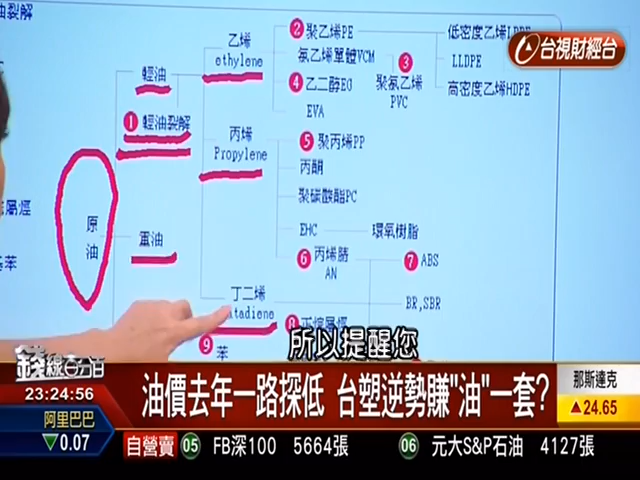 油裂解
原油
輕油
① 輕油裂解
重油
乙烯
ethylene
② 聚乙烯PE
低密度乙烯LDPE
LLDPE
高密度乙烯HDPE
氯乙烯單體VCM
③
聚氯乙烯
PVC
④ 乙二醇EG
EVA
丙烯
Propylene
⑤ 聚丙烯PP
丙酮
聚碳酸酯PC
EHC
環氧樹脂
⑥ 丙烯腈
AN
⑦ ABS
丁二烯
BR,SBR
⑧
⑨ 苯
屬烴
苯
台視財經台
所以提醒您
錢線百分百
23:24:56
油價去年一路探低 台塑逆勢賺"油"一套?
那斯達克
▲24.65
阿里巴巴
▽0.07
自營賣 05 FB深100 5664張 06 元大S&P石油 4127張